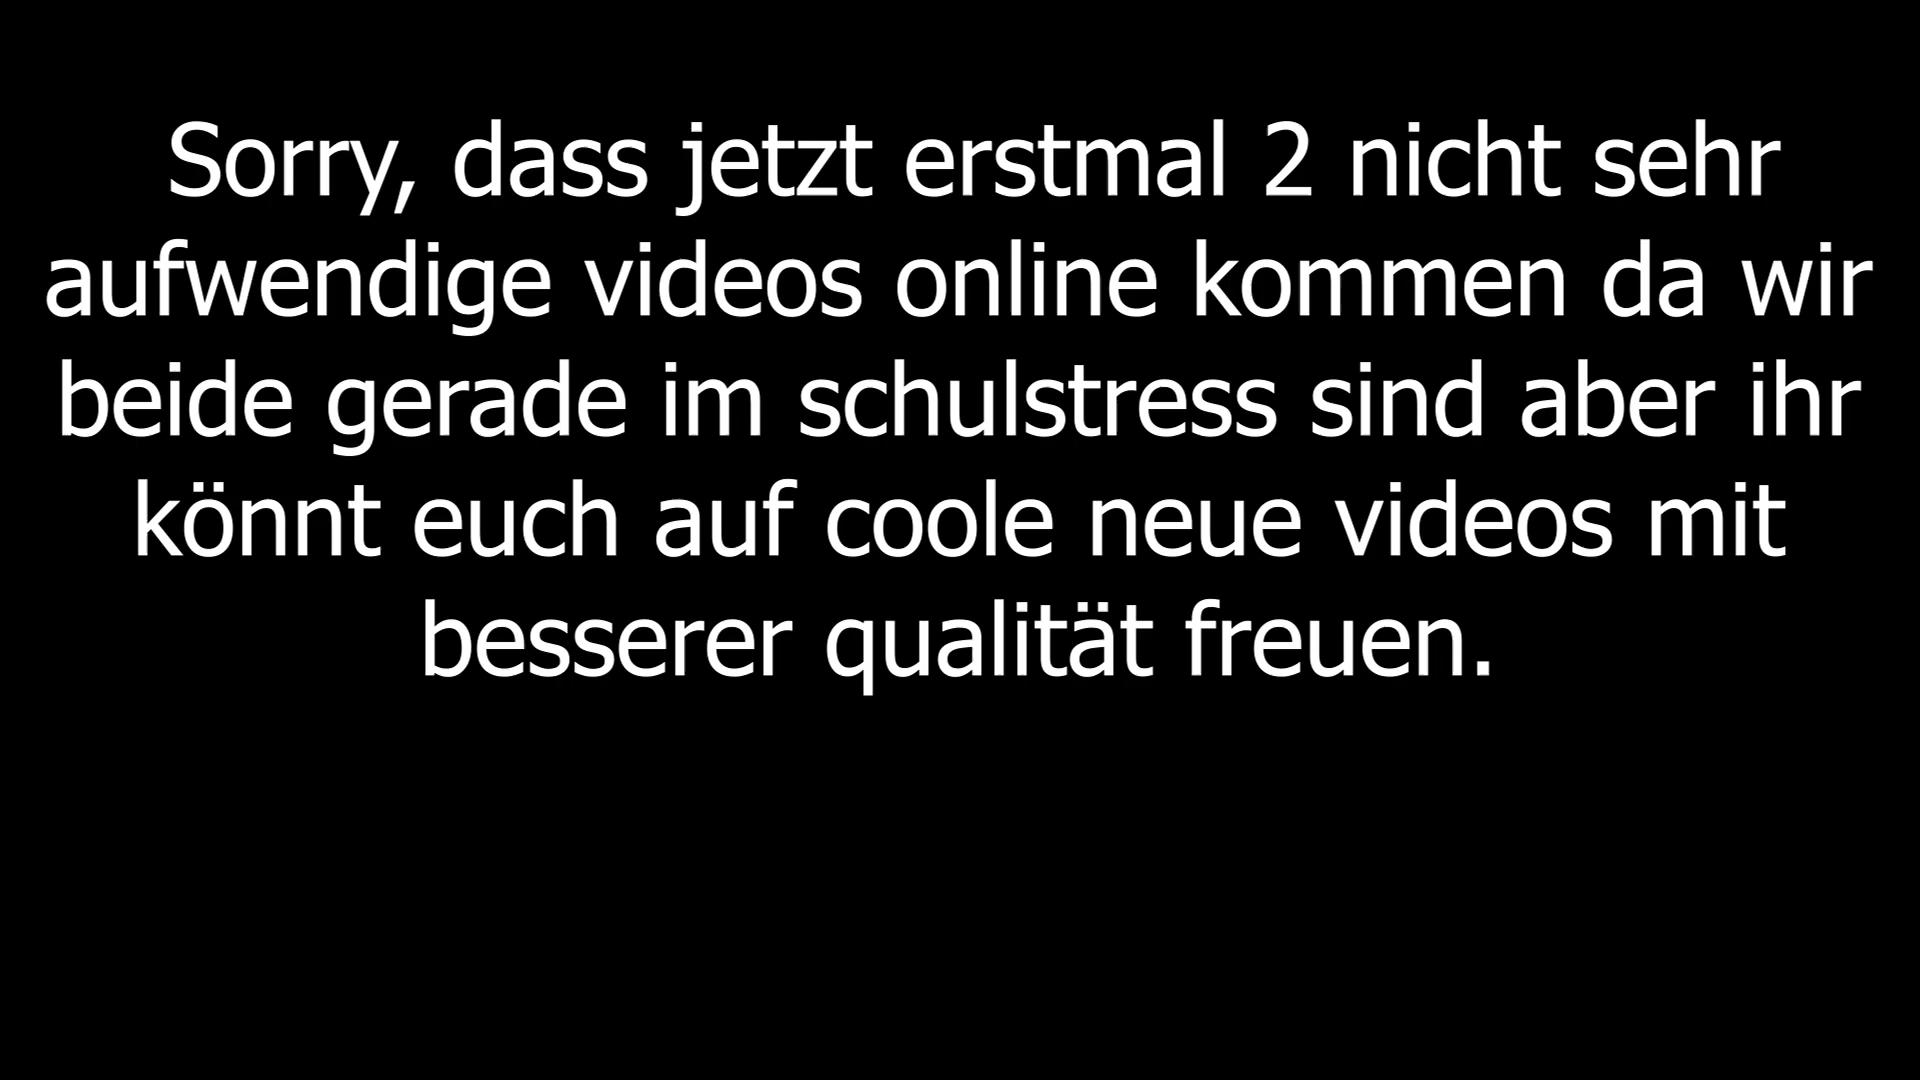 Sorry, dass jetzt erstmal 2 nicht sehr
aufwendige videos online kommen da wir
beide gerade im schulstress sind aber ihr
könnt euch auf coole neue videos mit
besserer qualität freuen.